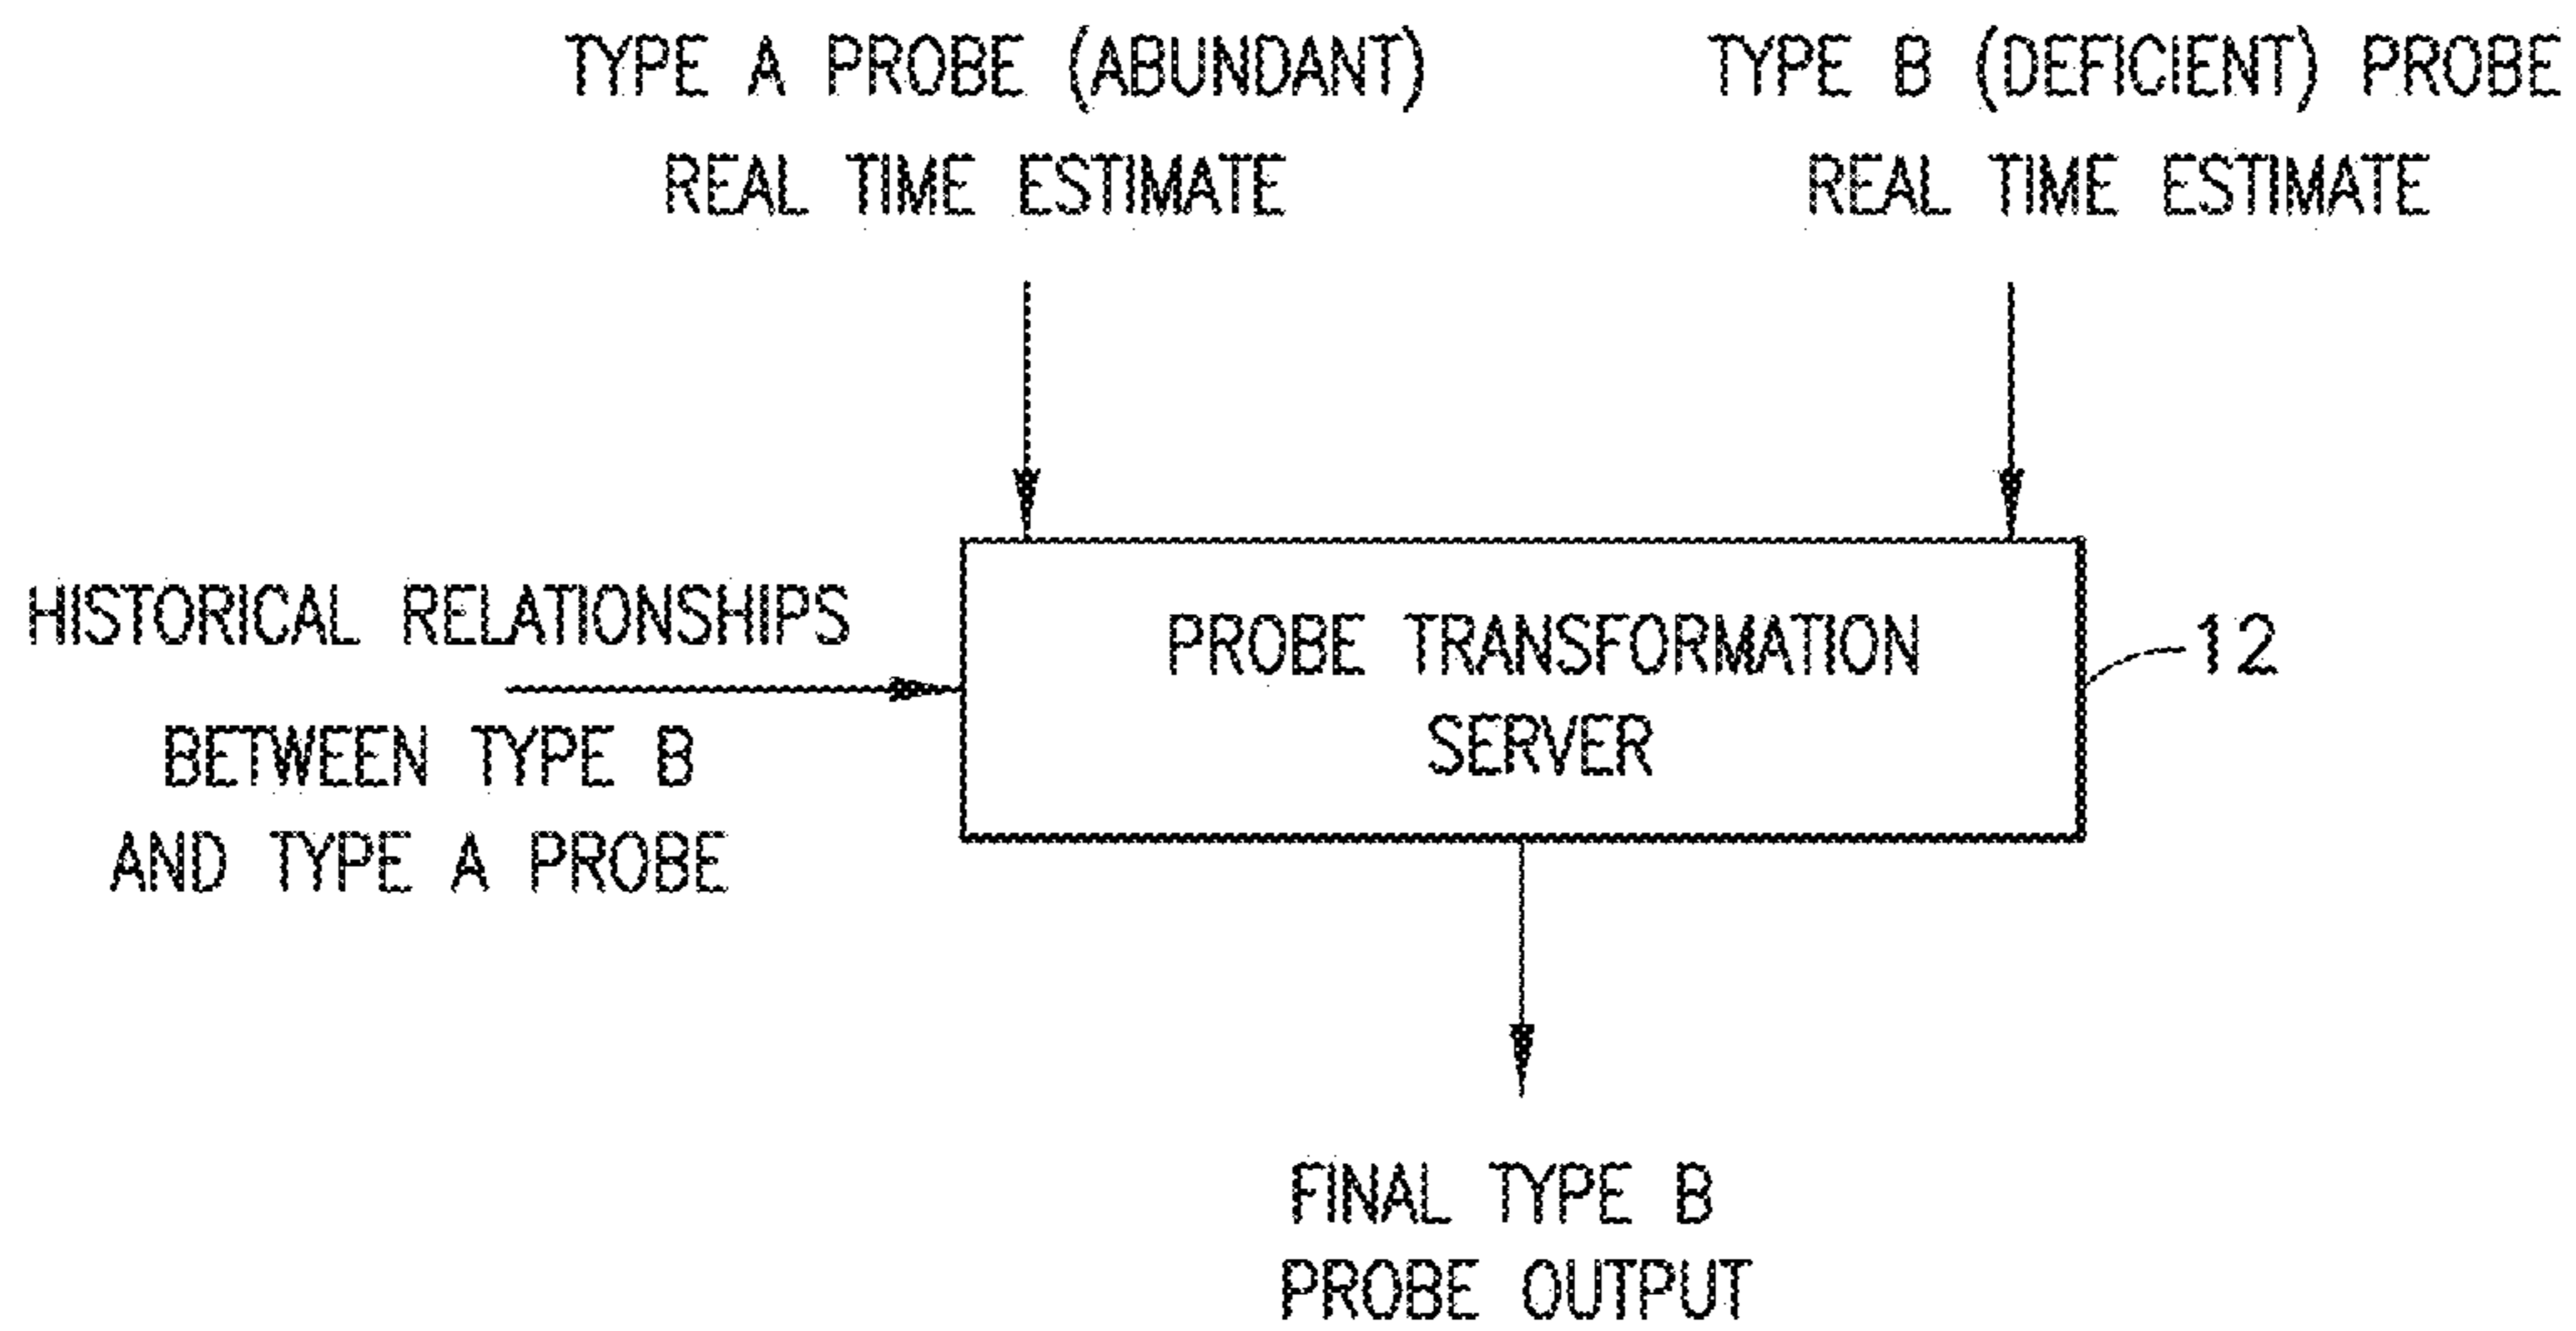 TYPE A PROBE (ABUNDANT)
REAL TIME ESTIMATE
TYPE B (DEFICIENT) PROBE
REAL TIME ESTIMATE
HISTORICAL RELATIONSHIPS
BETWEEN TYPE B
AND TYPE A PROBE
PROBE TRANSFORMATION
SERVER
12
FINAL TYPE B
PROBE OUTPUT